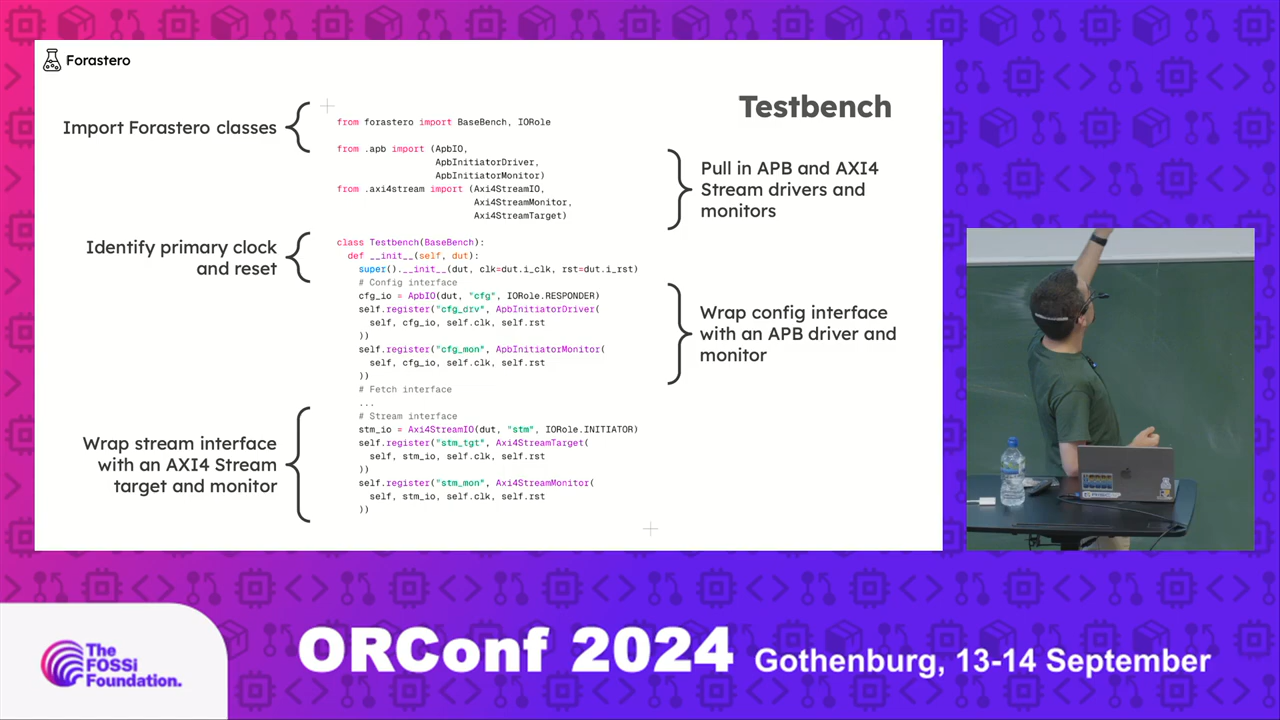 Forastero
Testbench
Import Forastero classes
from forastero import BaseBench, IORole
from .apb import (ApbIO,
ApbInitiatorDriver,
ApbInitiatorMonitor)
from .axi4stream import (Axi4StreamIO,
Axi4StreamMonitor,
Axi4StreamTarget)
Pull in APB and AXI4
Stream drivers and
monitors
Identify primary clock
and reset
class Testbench(BaseBench):
def __init__(self, dut):
super().__init__(dut, clk=dut.i_clk, rst=dut.i_rst)
# Config interface
cfg_io = ApbIO(dut, "cfg", IORole.RESPONDER)
self.register("cfg_drv", ApbInitiatorDriver(
self, cfg_io, self.clk, self.rst
))
self.register("cfg_mon", ApbInitiatorMonitor(
self, cfg_io, self.clk, self.rst
))
Wrap config interface
with an APB driver and
monitor
# Fetch interface
...
# Stream interface
stm_io = Axi4StreamIO(dut, "stm", IORole.INITIATOR)
self.register("stm_tgt", Axi4StreamTarget(
self, stm_io, self.clk, self.rst
))
self.register("stm_mon", Axi4StreamMonitor(
self, stm_io, self.clk, self.rst
))
Wrap stream interface
with an AXI4 Stream
target and monitor
The
FOSSi
Foundation.
ORConf 2024 Gothenburg, 13-14 September